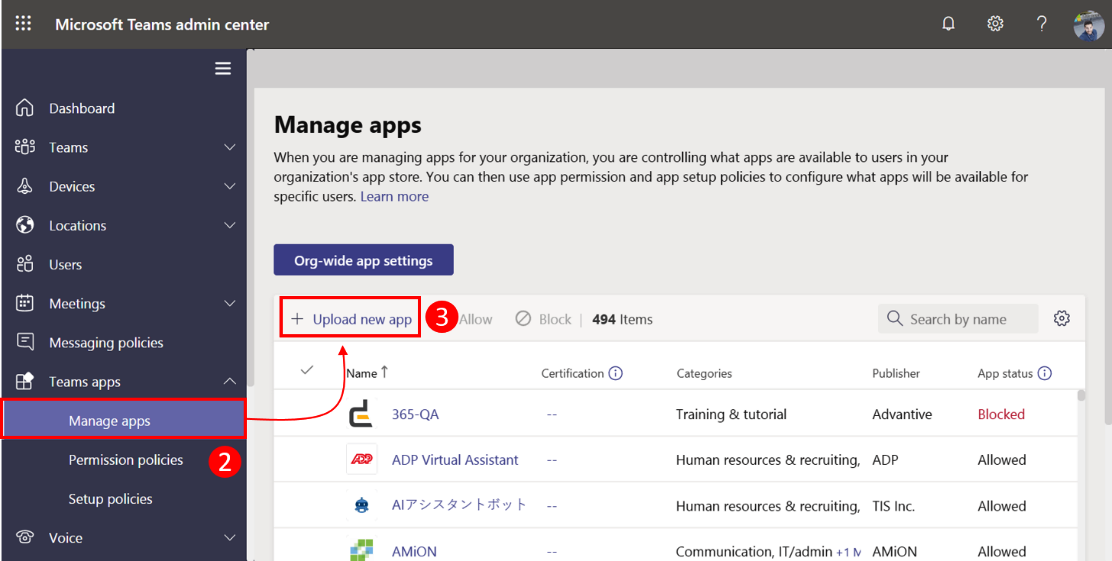 Microsoft Teams admin center
?
Dashboard
Teams
Devices
Locations
Users
Meetings
Messaging policies
Teams apps
Manage apps
2
Permission policies
Setup policies
Voice
Manage apps
When you are managing apps for your organization, you are controlling what apps are available to users in your
organization's app store. You can then use app permission and app setup policies to configure what apps will be available for
specific users. Learn more
Org-wide app settings
+ Upload new app 3 Allow Block | 494 Items Search by name
Name ↑ Certification Categories Publisher App status
365-QA -- Training & tutorial Advantive Blocked
ADP ADP Virtual Assistant -- Human resources & recruiting, ADP Allowed
AIアシスタントボット -- Human resources & recruiting, TIS Inc. Allowed
AMiON Communication, IT/admin +1 M AMiON Allowed